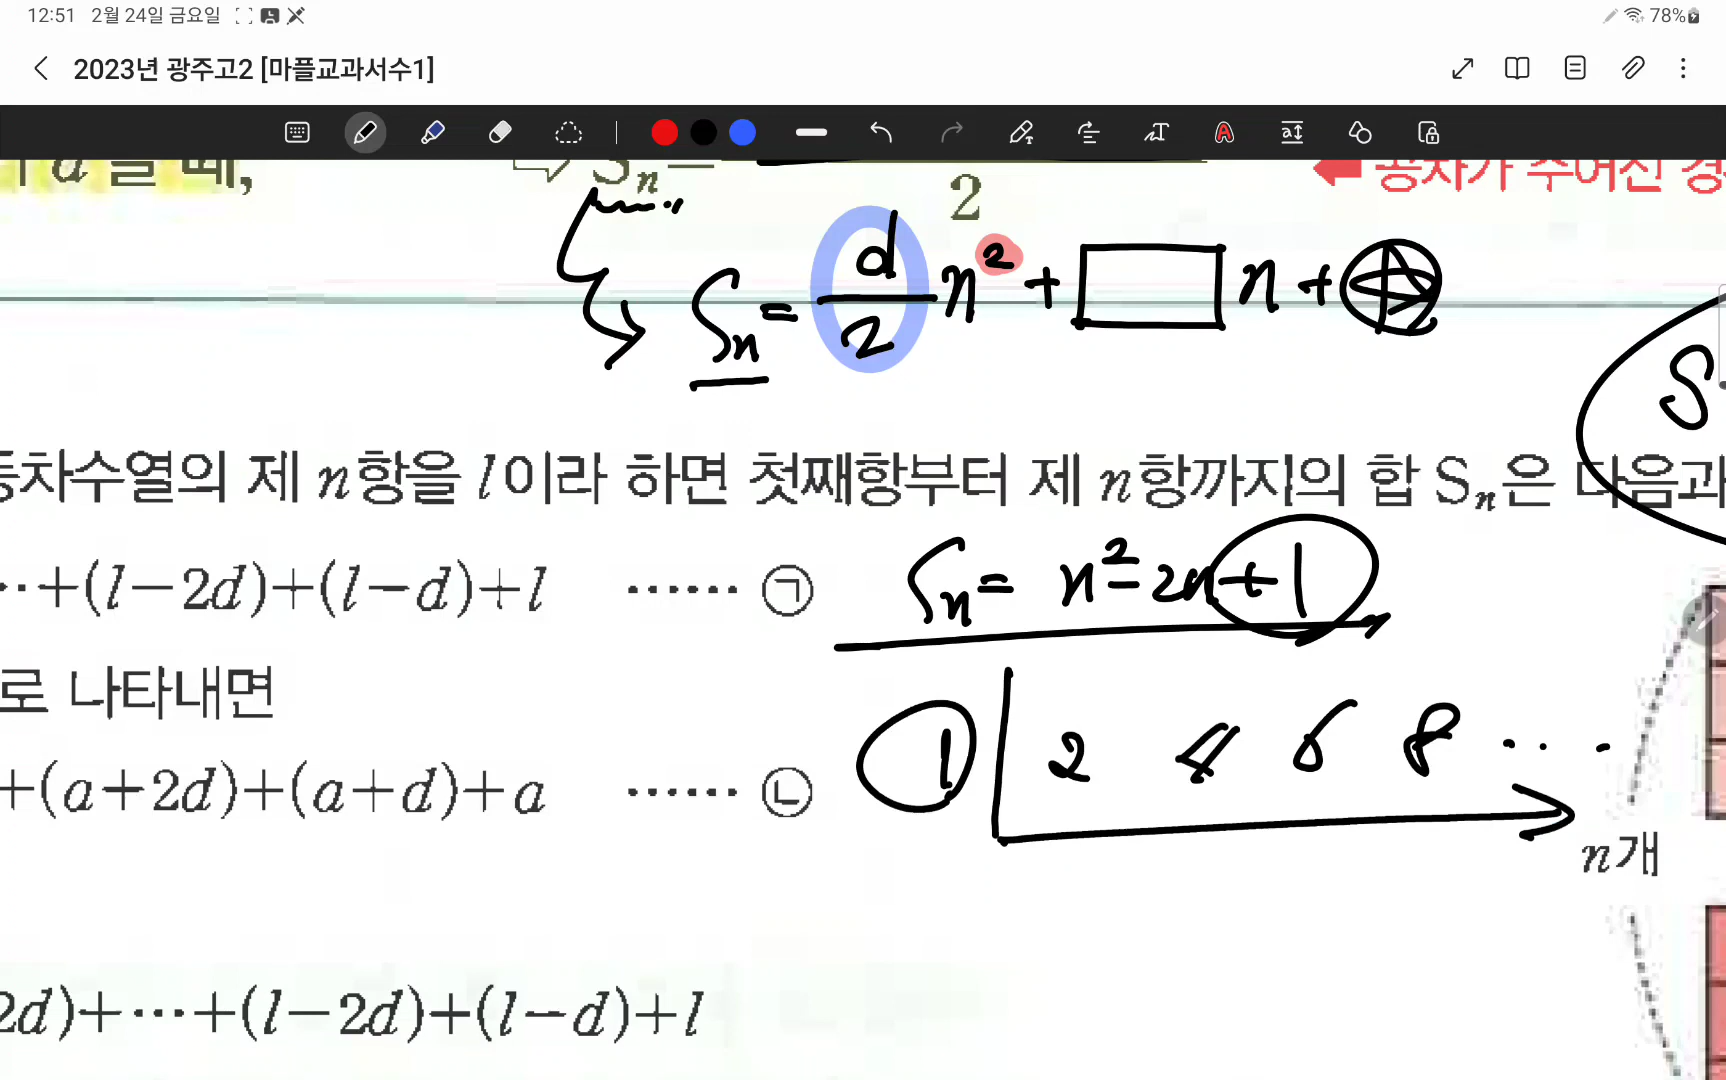 12:51 2월 24일 금요일 78%
2023년 광주고2 [마플교과서수1]
a 일 때, Sn= 2 공차가 주어진 경
Sn = d/2 n² + □ n +
S
등차수열의 제 n항을 l이라 하면 첫째항부터 제 n항까지의 합 Sn은 다음과
··+(l−2d)+(l−d)+l ······ ㉠
Sn = n² − 2n + 1
로 나타내면
1 2 4 6 8 ·· ·
+(a+2d)+(a+d)+a ······ ㉡
n개
2d)+···+(l−2d)+(l−d)+l